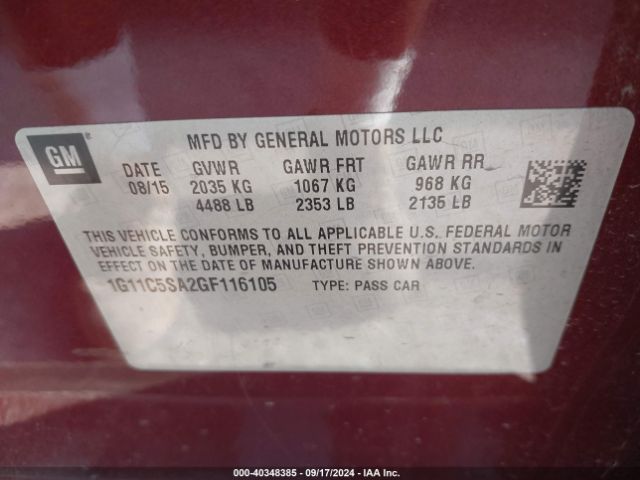 GM
MFD BY GENERAL MOTORS LLC
DATE GVWR GAWR FRT GAWR RR
08/15 2035 KG 1067 KG 968 KG
4488 LB 2353 LB 2135 LB
THIS VEHICLE CONFORMS TO ALL APPLICABLE U.S. FEDERAL MOTOR
VEHICLE SAFETY, BUMPER, AND THEFT PREVENTION STANDARDS IN
EFFECT ON THE DATE OF MANUFACTURE SHOWN ABOVE.
1G11C5SA2GF116105 TYPE: PASS CAR
000-40348385 - 09/17/2024 - IAA Inc.